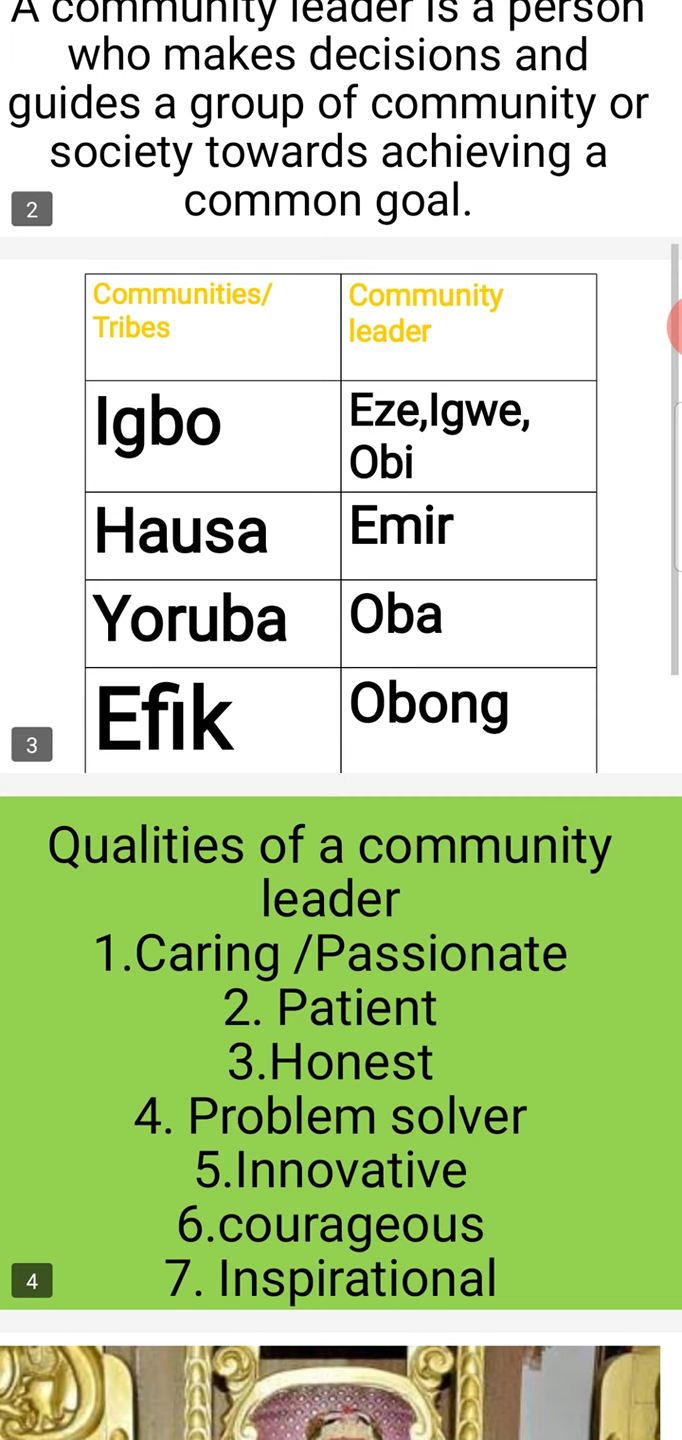 A community leader is a person
who makes decisions and
guides a group of community or
society towards achieving a
common goal.
2
Communities/
Tribes
Community
leader
Igbo
Eze,Igwe,
Obi
Hausa
Emir
Yoruba
Oba
Efik
Obong
3
Qualities of a community
leader
1.Caring /Passionate
2. Patient
3.Honest
4. Problem solver
5.Innovative
6.courageous
7. Inspirational
4